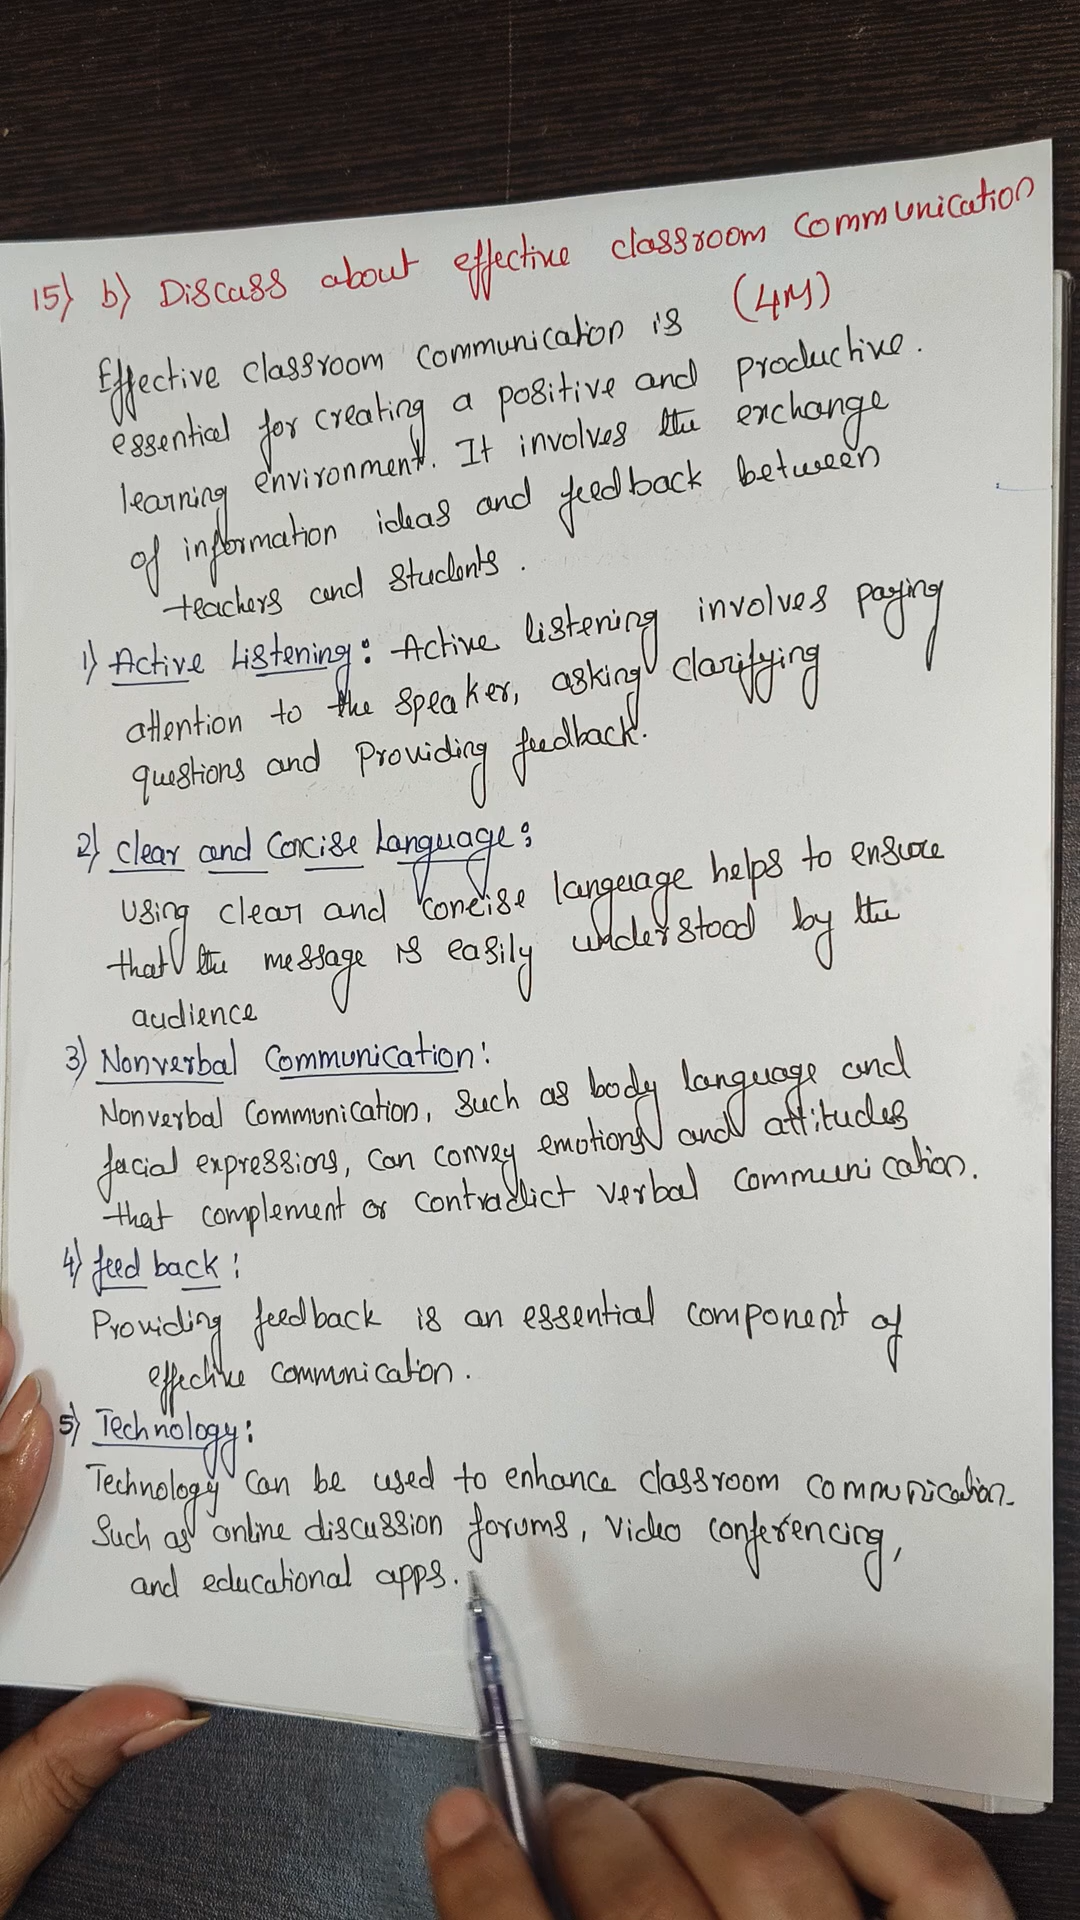 15) b) Discuss about effective classroom communication
(4M)
Effective classroom communication is
essential for creating a positive and productive.
learning environment. It involves the exchange
of information ideas and feedback between
teachers and students.
1) Active Listening: Active listening involves paying
attention to the speaker, asking clarifying
questions and Providing feedback.
2) clear and Concise Language:
using clear and concise language helps to ensure
that the message is easily understood by the
audience
3) Nonverbal Communication:
Nonverbal Communication, such as body language and
facial expressions, can convey emotions and attitudes
that complement or contradict verbal communication.
4) feed back:
Providing feedback is an essential component of
effective communication.
5) Technology:
Technology can be used to enhance classroom communication.
Such as online discussion forums, video conferencing,
and educational apps.